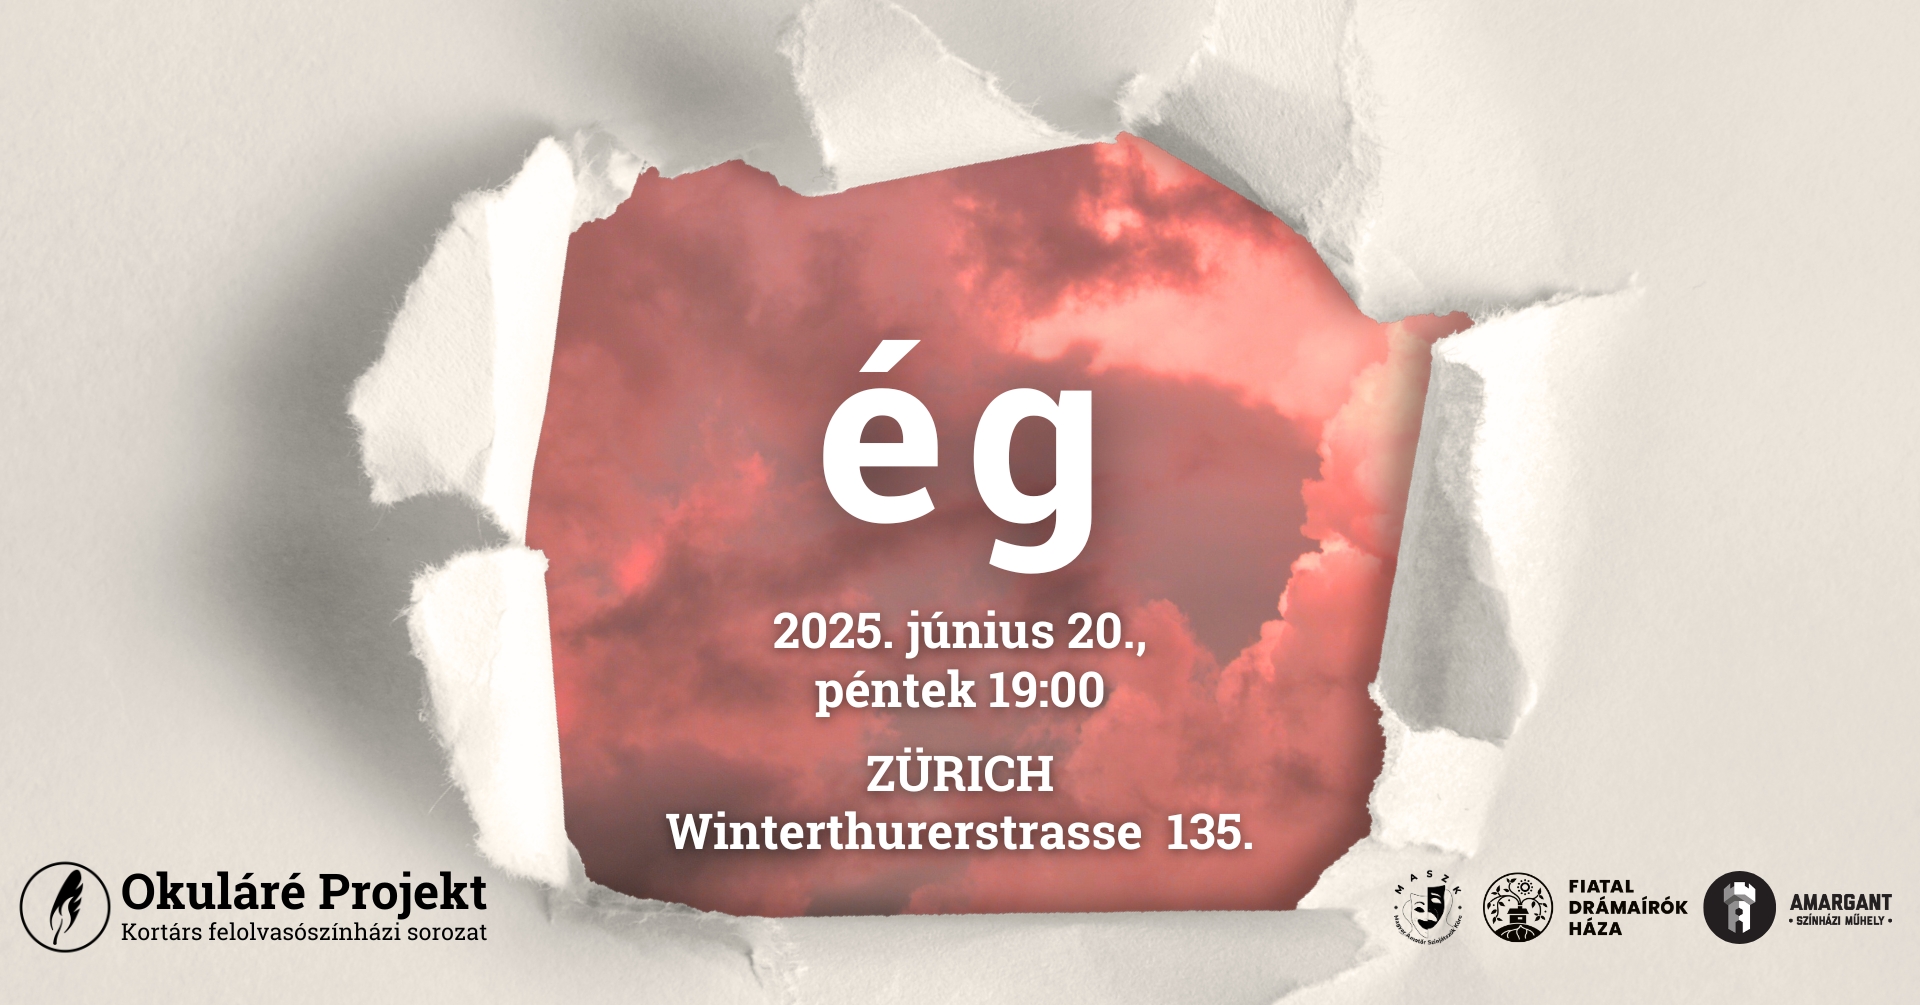 ég
2025. június 20.,
péntek 19:00
ZÜRICH
Winterthurerstrasse 135.
Okuláré Projekt
Kortárs felolvasószínházi sorozat
MASZK
Magyar Amatőr Színjátszók Köre
FIATAL
DRÁMAÍRÓK
HÁZA
AMARGANT
• SZÍNHÁZI MŰHELY •